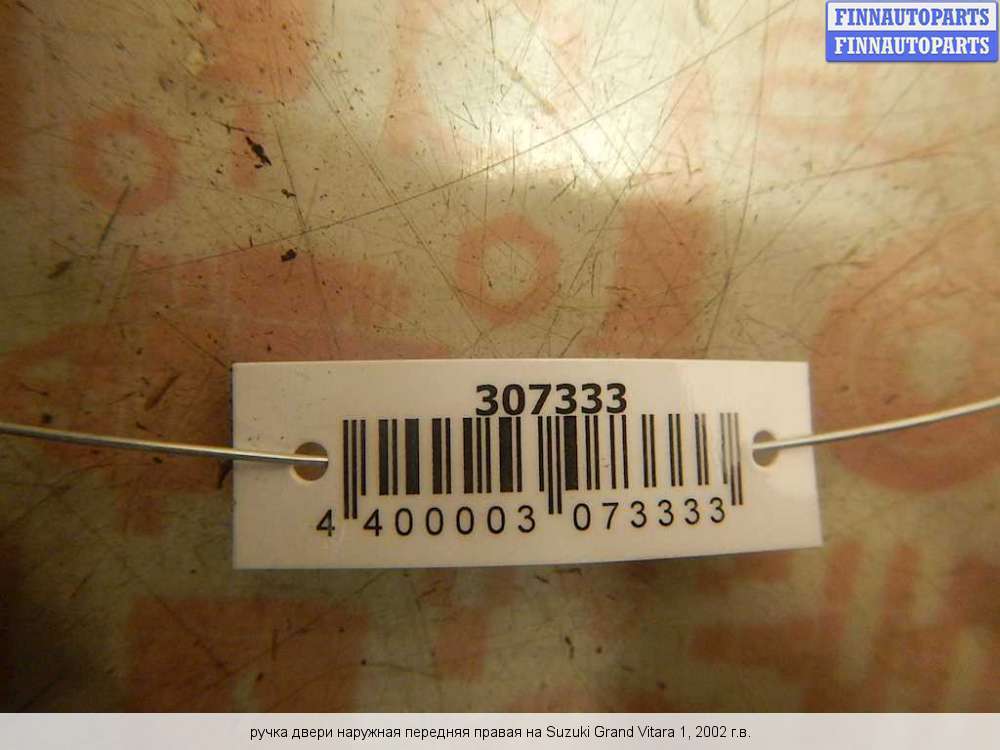 FINNAUTOPARTS
FINNAUTOPARTS
307333
4 400003 073333
ручка двери наружная передняя правая на Suzuki Grand Vitara 1, 2002 г.в.